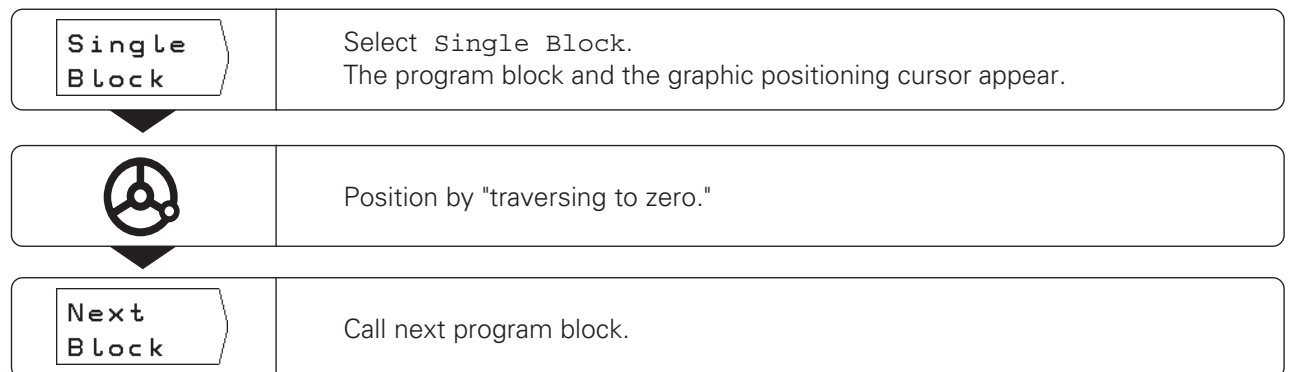 Single
Block
Select Single Block.
The program block and the graphic positioning cursor appear.
Position by "traversing to zero."
Next
Block
Call next program block.